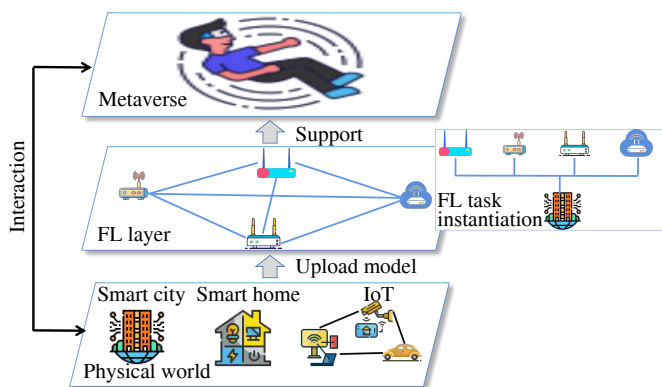 Metaverse
Support
Interaction
FL layer
FL task
instantiation
Upload model
Smart city
Smart home
IoT
Physical world